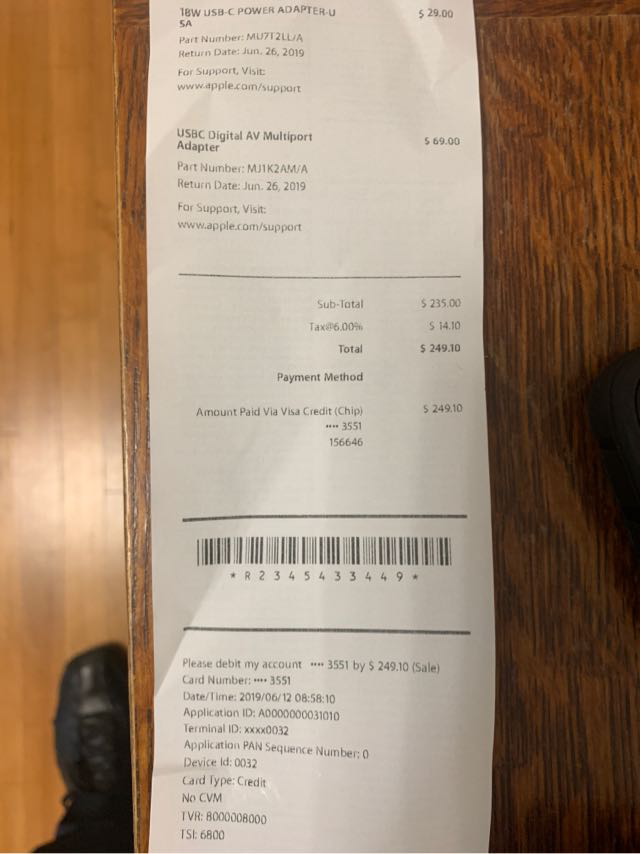 18W USB-C POWER ADAPTER-U $ 29.00
SA
Part Number: MU7T2LL/A
Return Date: Jun. 26, 2019
For Support, Visit:
www.apple.com/support
USBC Digital AV Multiport $ 69.00
Adapter
Part Number: MJ1K2AM/A
Return Date: Jun. 26, 2019
For Support, Visit:
www.apple.com/support
Sub-Total $ 235.00
Tax@6.00% $ 14.10
Total $ 249.10
Payment Method
Amount Paid Via Visa Credit (Chip) $ 249.10
•••• 3551
156646
* R 2 3 4 5 4 3 3 4 4 9 *
Please debit my account •••• 3551 by $ 249.10 (Sale)
Card Number: •••• 3551
Date/Time: 2019/06/12 08:58:10
Application ID: A0000000031010
Terminal ID: xxxx0032
Application PAN Sequence Number: 0
Device Id: 0032
Card Type: Credit
No CVM
TVR: 8000008000
TSI: 6800